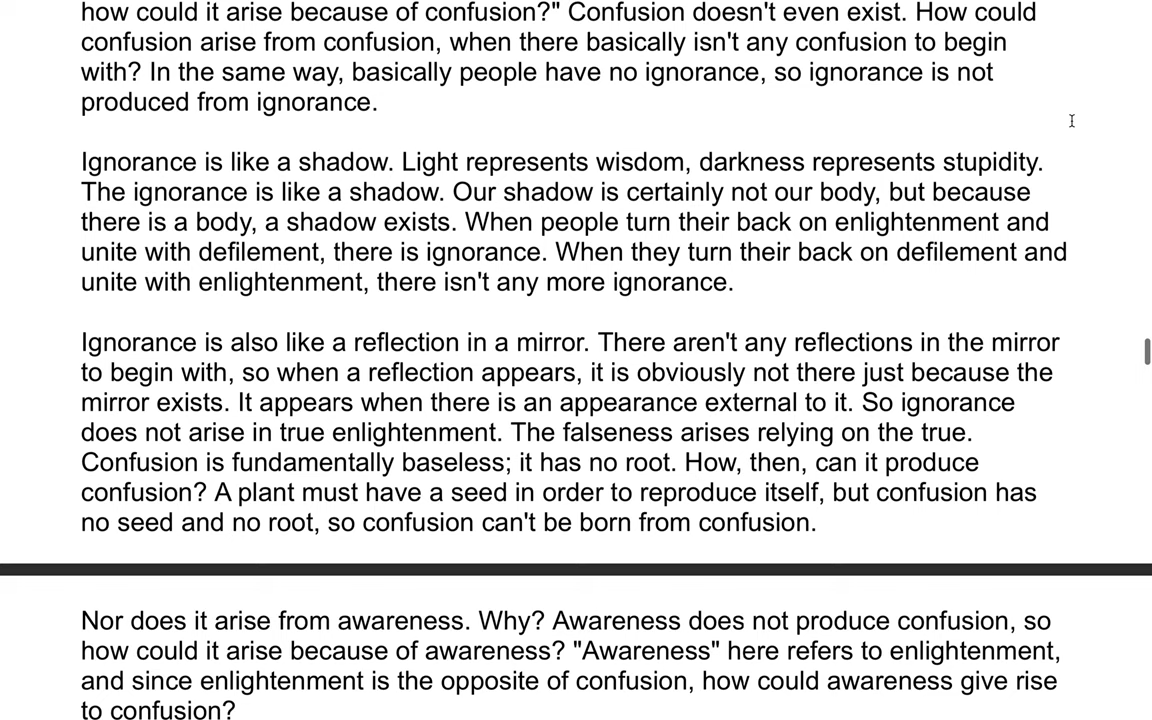 how could it arise because of confusion?" Confusion doesn't even exist. How could
confusion arise from confusion, when there basically isn't any confusion to begin
with? In the same way, basically people have no ignorance, so ignorance is not
produced from ignorance.
Ignorance is like a shadow. Light represents wisdom, darkness represents stupidity.
The ignorance is like a shadow. Our shadow is certainly not our body, but because
there is a body, a shadow exists. When people turn their back on enlightenment and
unite with defilement, there is ignorance. When they turn their back on defilement and
unite with enlightenment, there isn't any more ignorance.
Ignorance is also like a reflection in a mirror. There aren't any reflections in the mirror
to begin with, so when a reflection appears, it is obviously not there just because the
mirror exists. It appears when there is an appearance external to it. So ignorance
does not arise in true enlightenment. The falseness arises relying on the true.
Confusion is fundamentally baseless; it has no root. How, then, can it produce
confusion? A plant must have a seed in order to reproduce itself, but confusion has
no seed and no root, so confusion can't be born from confusion.
Nor does it arise from awareness. Why? Awareness does not produce confusion, so
how could it arise because of awareness? "Awareness" here refers to enlightenment,
and since enlightenment is the opposite of confusion, how could awareness give rise
to confusion?